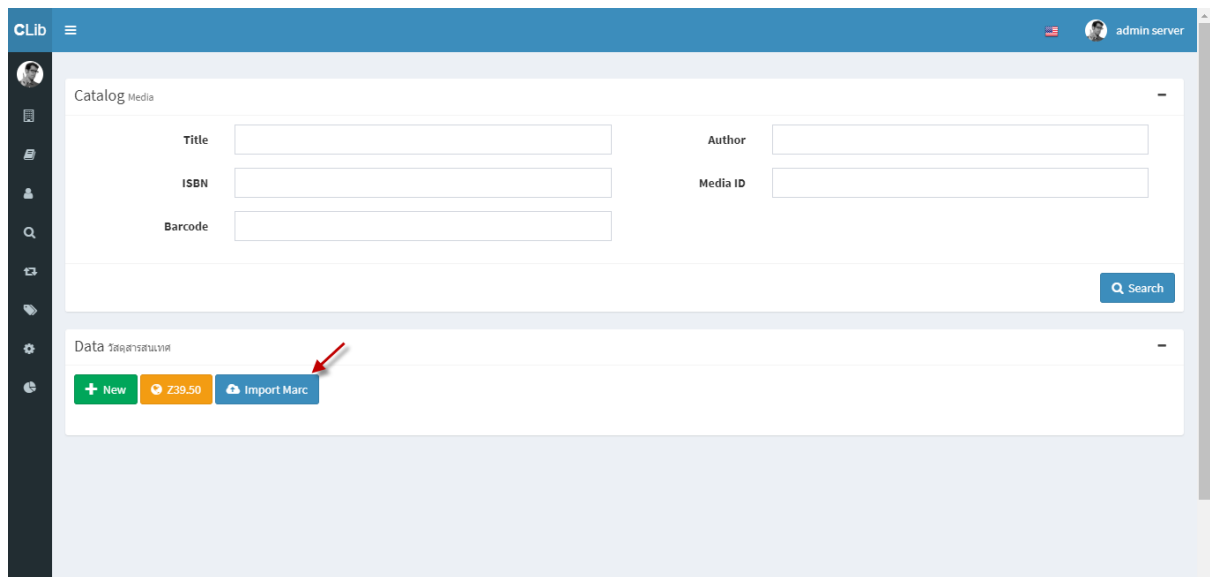 CLib admin server
Catalog Media
Title Author
ISBN Media ID
Barcode
Search
Data วัสดุสารสนเทศ
New Z39.50 Import Marc